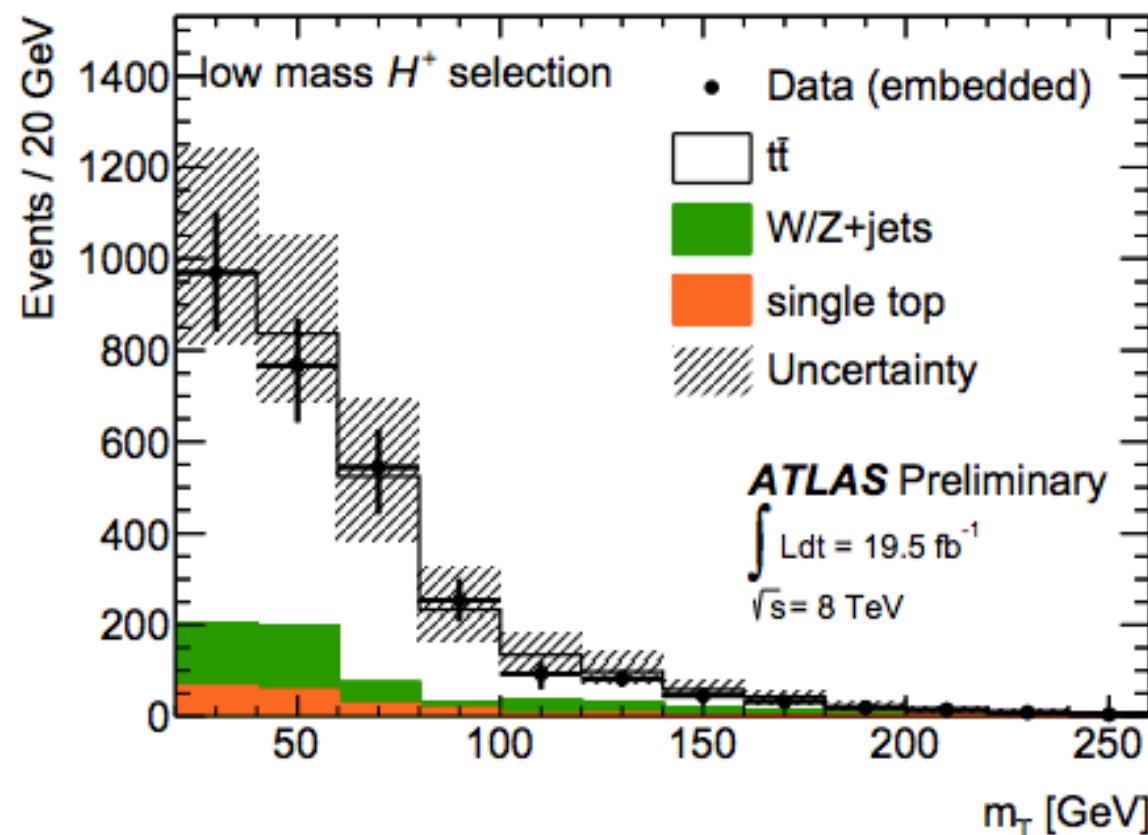 Events / 20 GeV
low mass H⁺ selection
Data (embedded)
tt̄
W/Z+jets
single top
Uncertainty
ATLAS Preliminary
∫ Ldt = 19.5 fb⁻¹
√s = 8 TeV
1400
1200
1000
800
600
400
200
0
50 100 150 200 250
m_T [GeV]